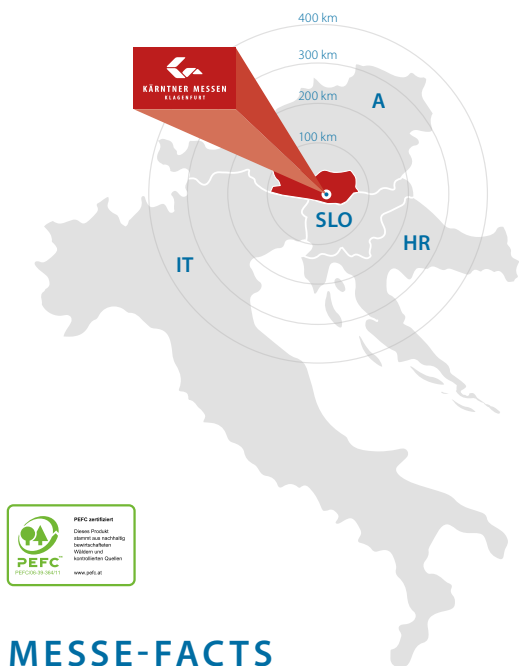 400 km
300 km
KÄRNTNER MESSEN
KLAGENFURT
200 km
A
100 km
SLO
HR
IT
PEFC zertifiziert
Dieses Produkt
stammt aus nachhaltig
bewirtschafteten
Wäldern und
kontrollierten Quellen
www.pefc.at
PEFC™
PEFC/06-39-364/11
MESSE-FACTS